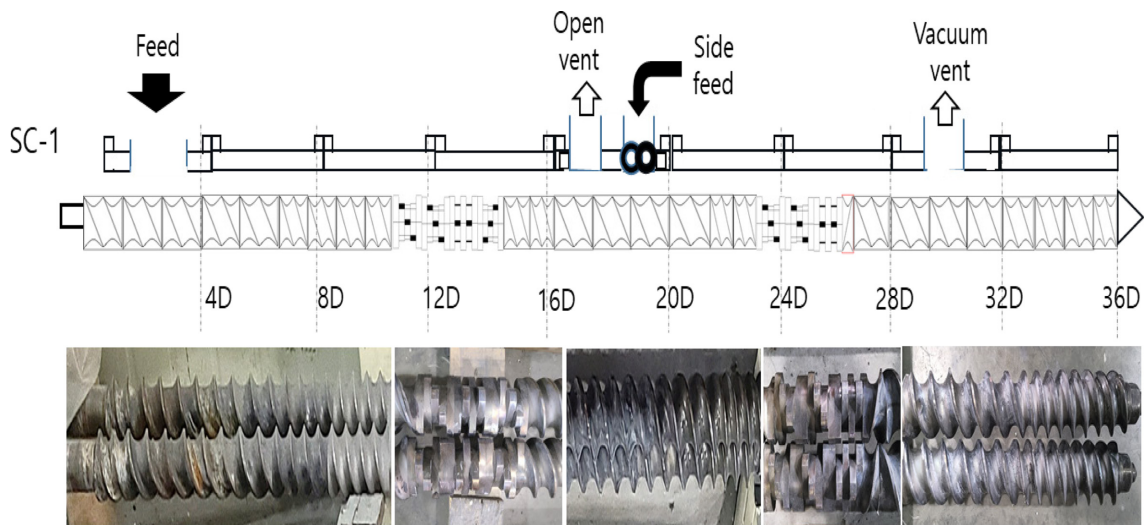 Feed
Open
vent
Side
feed
Vacuum
vent
SC-1
4D
8D
12D
16D
20D
24D
28D
32D
36D